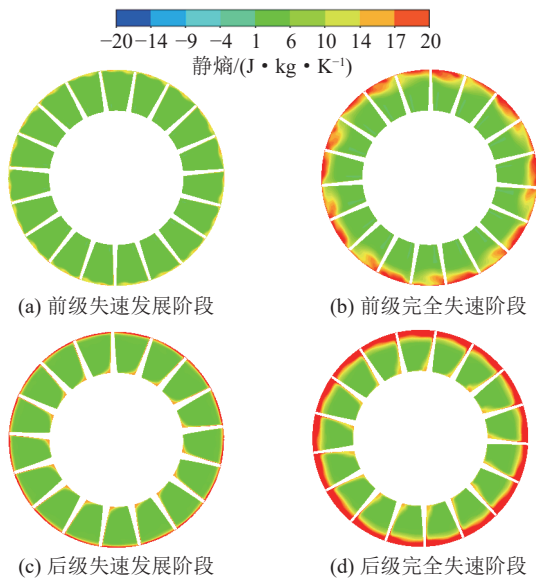 −20 −14 −9 −4 1 6 10 14 17 20
静熵/(J·kg·K⁻¹)
(a) 前级失速发展阶段 (b) 前级完全失速阶段
(c) 后级失速发展阶段 (d) 后级完全失速阶段